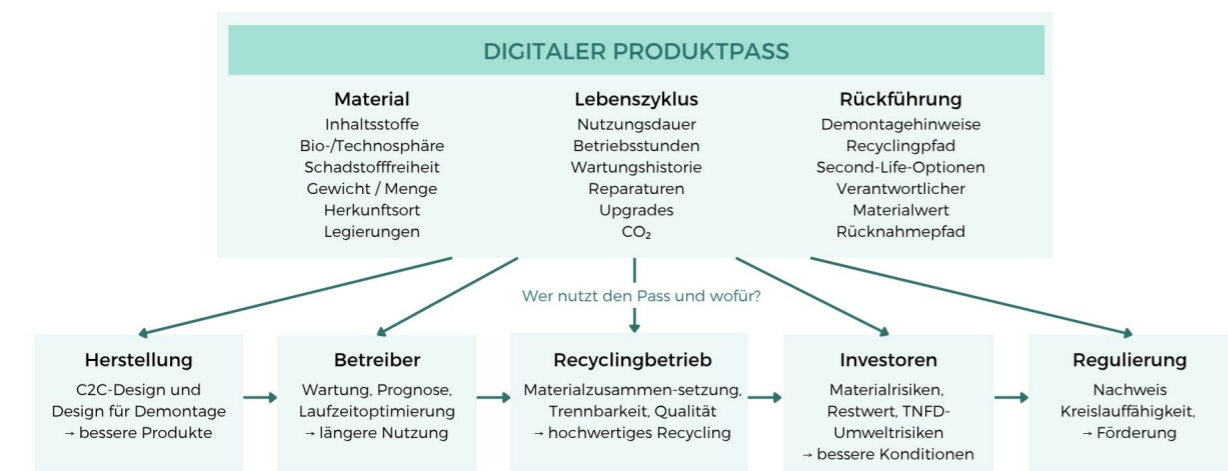 DIGITALER PRODUKTPASS
Material
Inhaltsstoffe
Bio-/Technosphäre
Schadstofffreiheit
Gewicht / Menge
Herkunftsort
Legierungen
Lebenszyklus
Nutzungsdauer
Betriebsstunden
Wartungshistorie
Reparaturen
Upgrades
CO₂
Rückführung
Demontagehinweise
Recyclingpfad
Second-Life-Optionen
Verantwortlicher
Materialwert
Rücknahmepfad
Wer nutzt den Pass und wofür?
Herstellung
C2C-Design und
Design für Demontage
→ bessere Produkte
Betreiber
Wartung, Prognose,
Laufzeitoptimierung
→ längere Nutzung
Recyclingbetrieb
Materialzusammen-setzung,
Trennbarkeit, Qualität
→ hochwertiges Recycling
Investoren
Materialrisiken,
Restwert, TNFD-
Umweltrisiken
→ bessere Konditionen
Regulierung
Nachweis
Kreislauffähigkeit,
→ Förderung